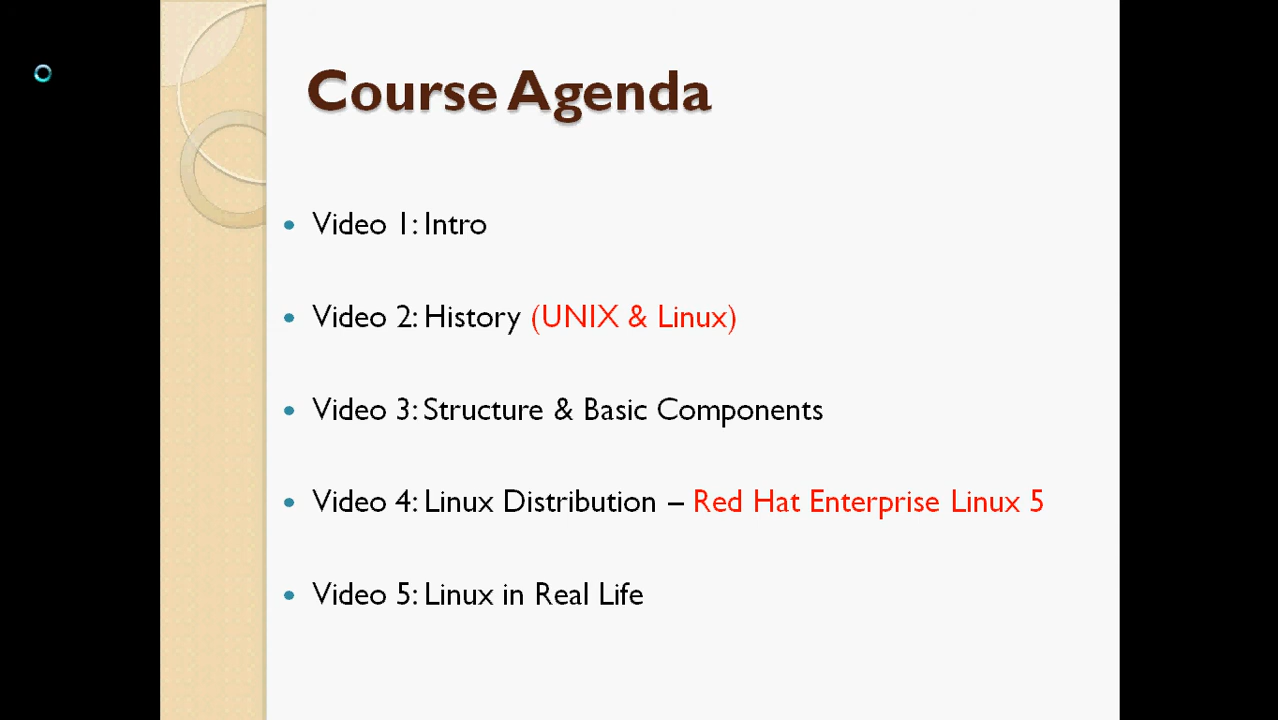 Course Agenda
• Video 1: Intro
• Video 2: History (UNIX & Linux)
• Video 3: Structure & Basic Components
• Video 4: Linux Distribution – Red Hat Enterprise Linux 5
• Video 5: Linux in Real Life